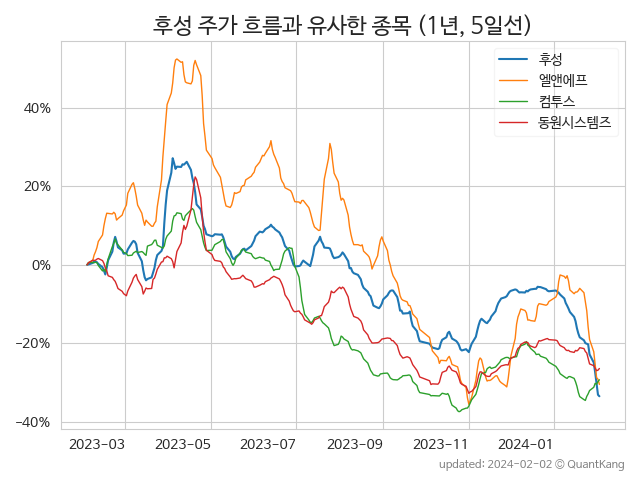 후성 주가 흐름과 유사한 종목 (1년, 5일선)
후성
엘앤에프
컴투스
동원시스템즈
40%
20%
0%
−20%
−40%
2023-03 2023-05 2023-07 2023-09 2023-11 2024-01
updated: 2024-02-02 © QuantKang